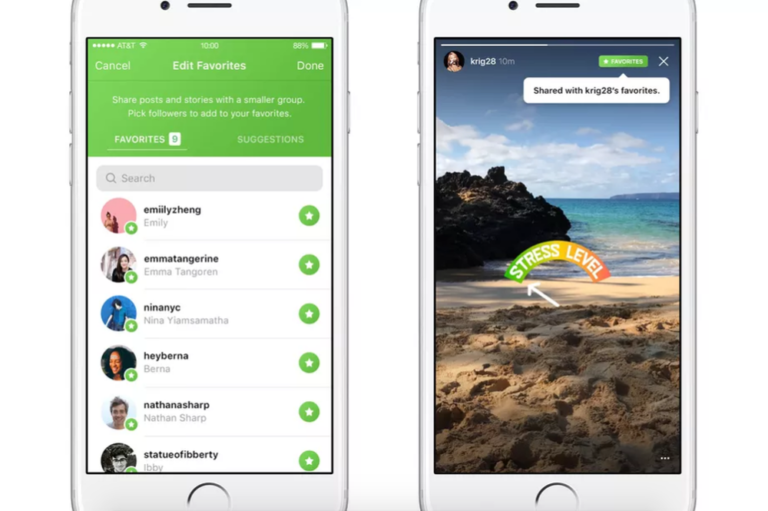 AT&T 10:00 88%
Cancel Edit Favorites Done
Share posts and stories with a smaller group.
Pick followers to add to your favorites.
FAVORITES 9 SUGGESTIONS
Search
emiilyzheng
Emily
emmatangerine
Emma Tangoren
ninanyc
Nina Yiamsamatha
heyberna
Berna
nathanasharp
Nathan Sharp
statueofibberty
Ibby
krig28 10m FAVORITES
Shared with krig28's favorites.
STRESS LEVEL